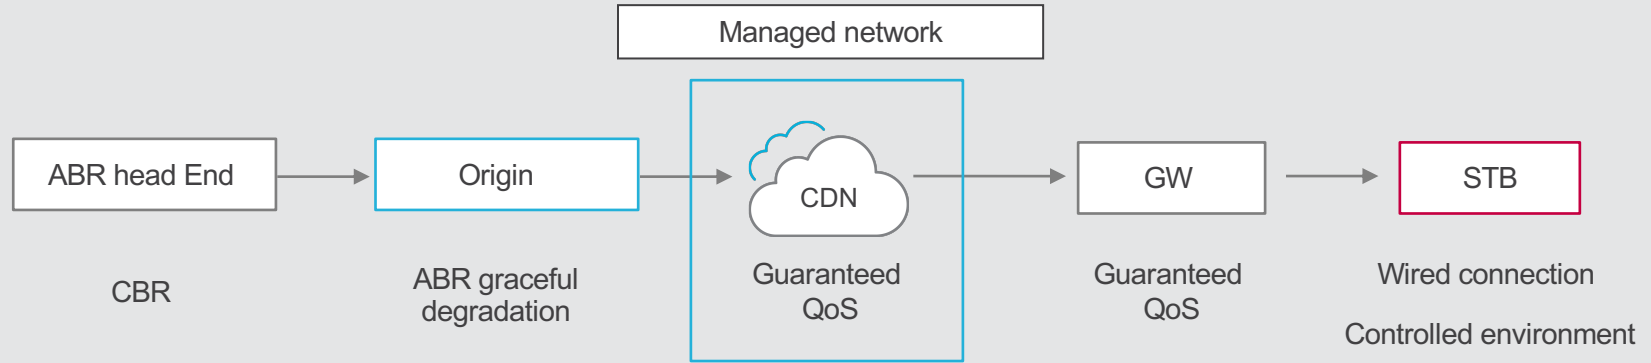 Managed network
ABR head End
Origin
CDN
GW
STB
CBR
ABR graceful
degradation
Guaranteed
QoS
Guaranteed
QoS
Wired connection
Controlled environment